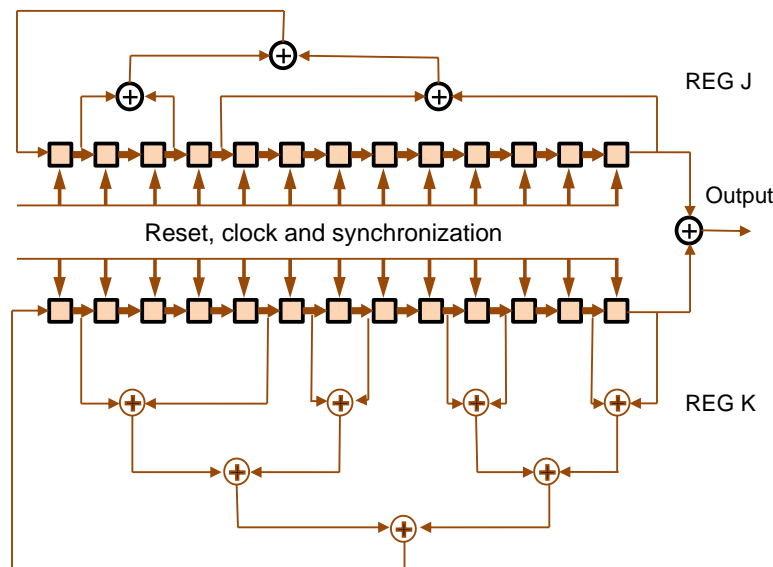 REG J
Output
Reset, clock and synchronization
REG K